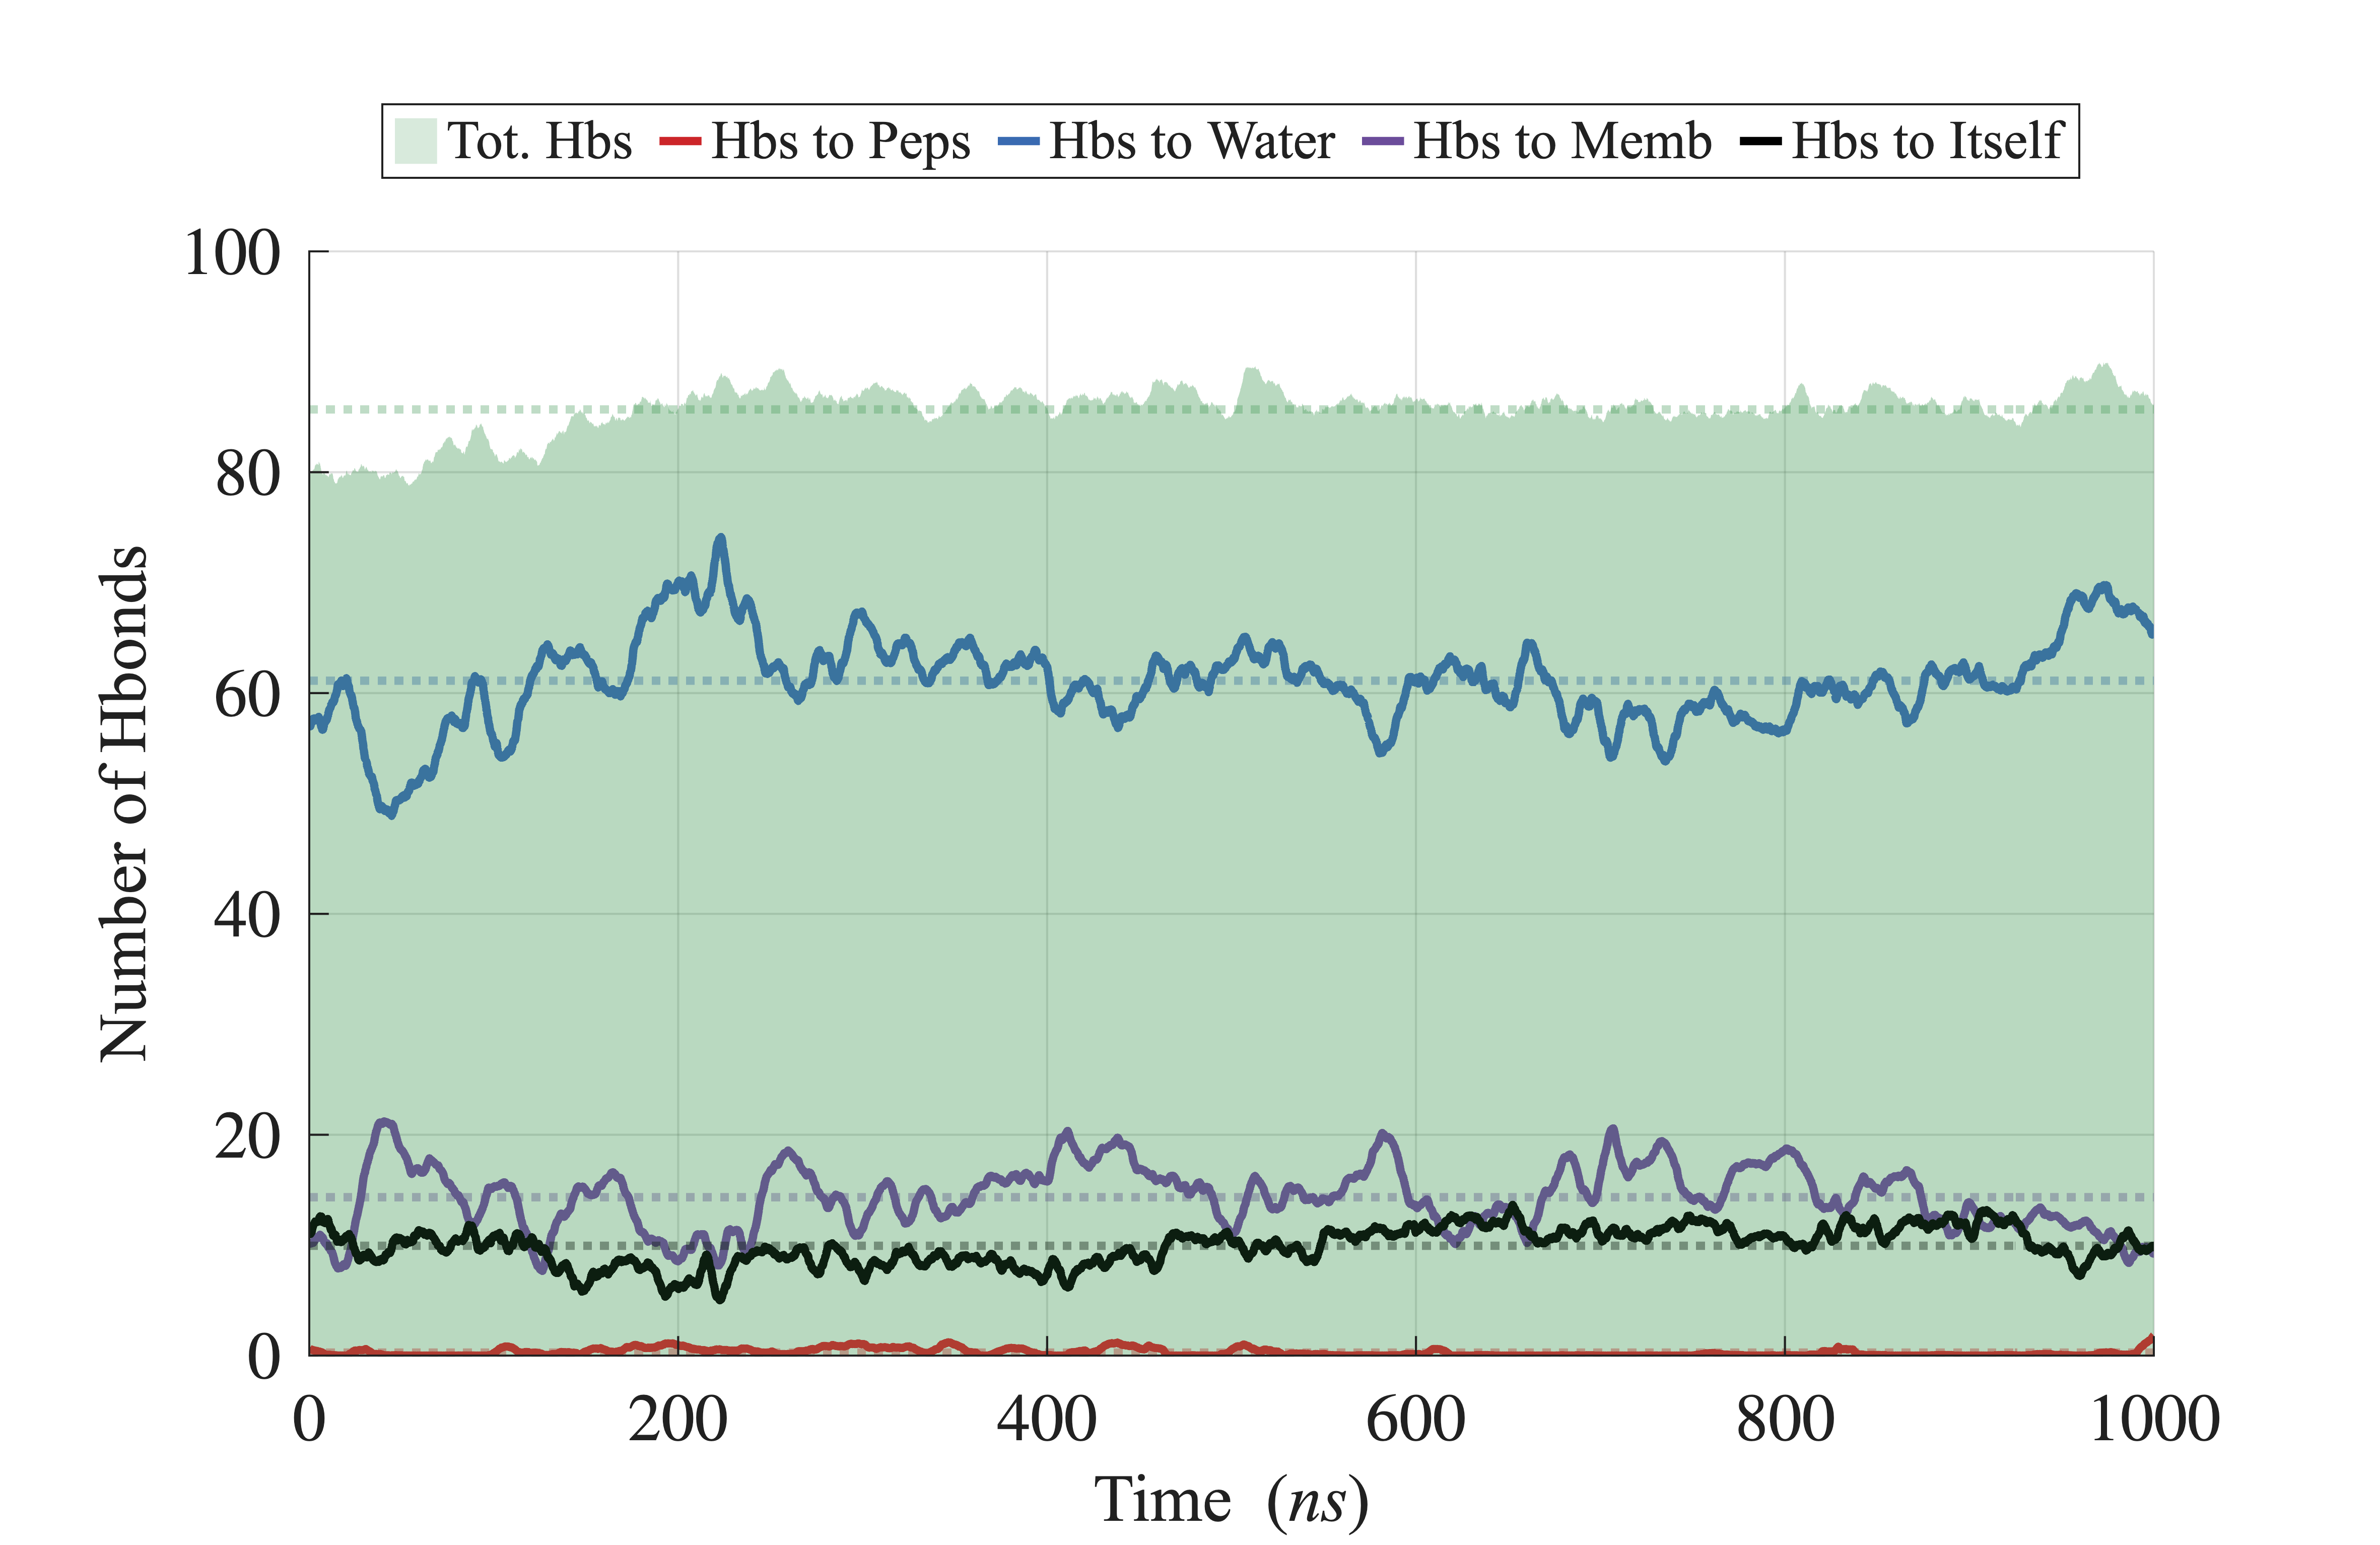 Tot. Hbs Hbs to Peps Hbs to Water Hbs to Memb Hbs to Itself
100
80
60
40
20
0
Number of Hbonds
0 200 400 600 800 1000
Time (ns)